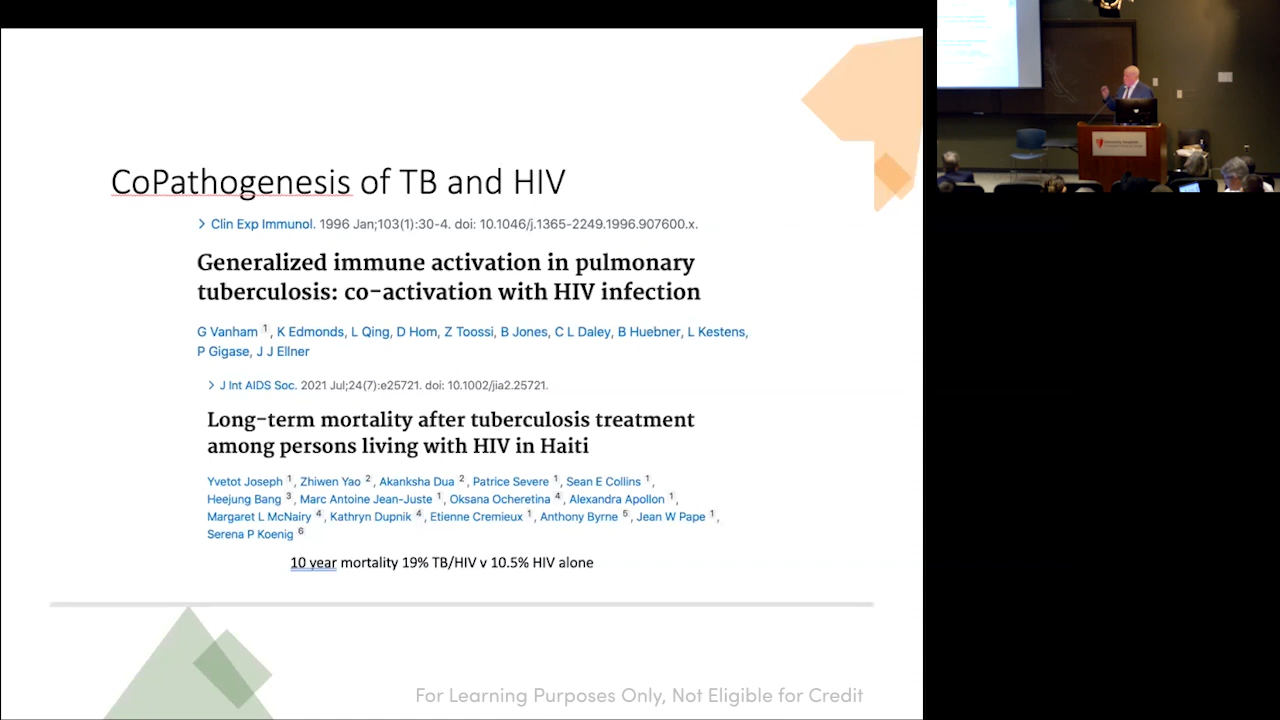 CoPathogenesis of TB and HIV
> Clin Exp Immunol. 1996 Jan;103(1):30-4. doi: 10.1046/j.1365-2249.1996.907600.x.
Generalized immune activation in pulmonary
tuberculosis: co-activation with HIV infection
G Vanham 1, K Edmonds, L Qing, D Hom, Z Toossi, B Jones, C L Daley, B Huebner, L Kestens,
P Gigase, J J Ellner
> J Int AIDS Soc. 2021 Jul;24(7):e25721. doi: 10.1002/jia2.25721.
Long-term mortality after tuberculosis treatment
among persons living with HIV in Haiti
Yvetot Joseph 1, Zhiwen Yao 2, Akanksha Dua 2, Patrice Severe 1, Sean E Collins 1,
Heejung Bang 3, Marc Antoine Jean-Juste 1, Oksana Ocheretina 4, Alexandra Apollon 1,
Margaret L McNairy 4, Kathryn Dupnik 4, Etienne Cremieux 1, Anthony Byrne 5, Jean W Pape 1,
Serena P Koenig 6
10 year mortality 19% TB/HIV v 10.5% HIV alone
For Learning Purposes Only, Not Eligible for Credit
University Hospitals